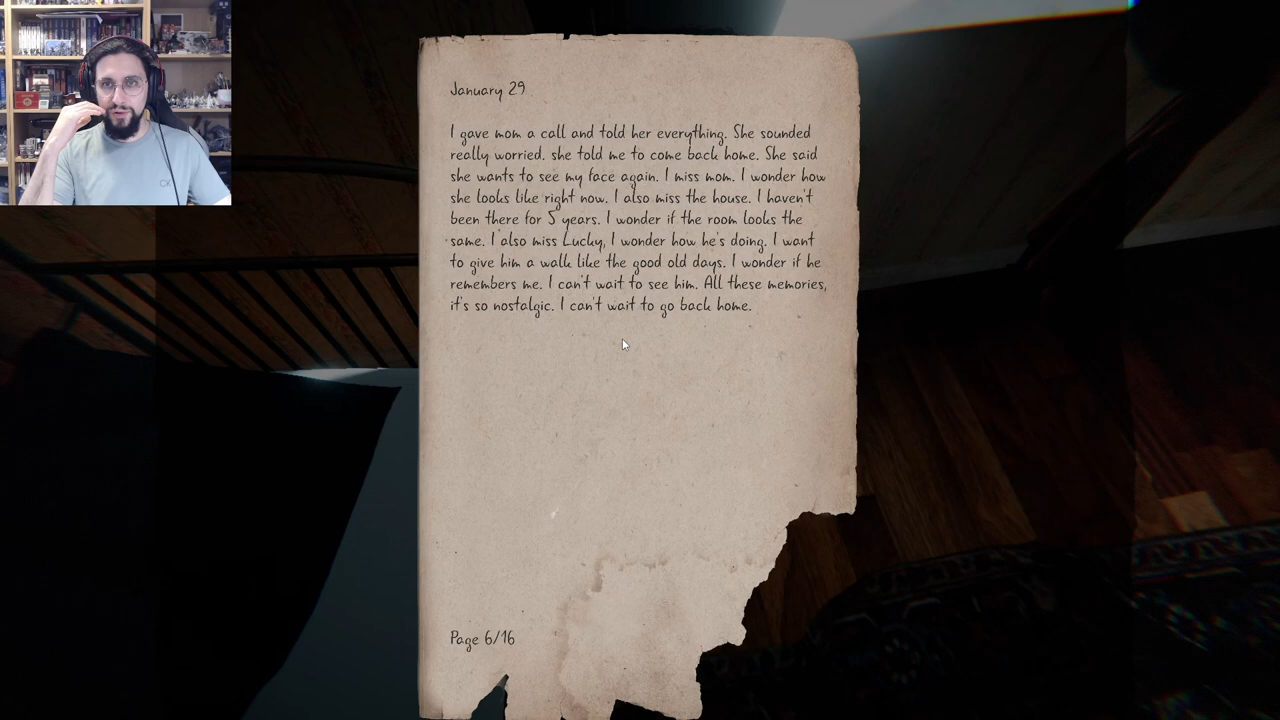 January 29
I gave mom a call and told her everything. She sounded
really worried. she told me to come back home. She said
she wants to see my face again. I miss mom. I wonder how
she looks like right now. I also miss the house. I haven't
been there for 5 years. I wonder if the room looks the
same. I also miss Lucky, I wonder how he's doing. I want
to give him a walk like the good old days. I wonder if he
remembers me. I can't wait to see him. All these memories,
it's so nostalgic. I can't wait to go back home.
Page 6/16
CK